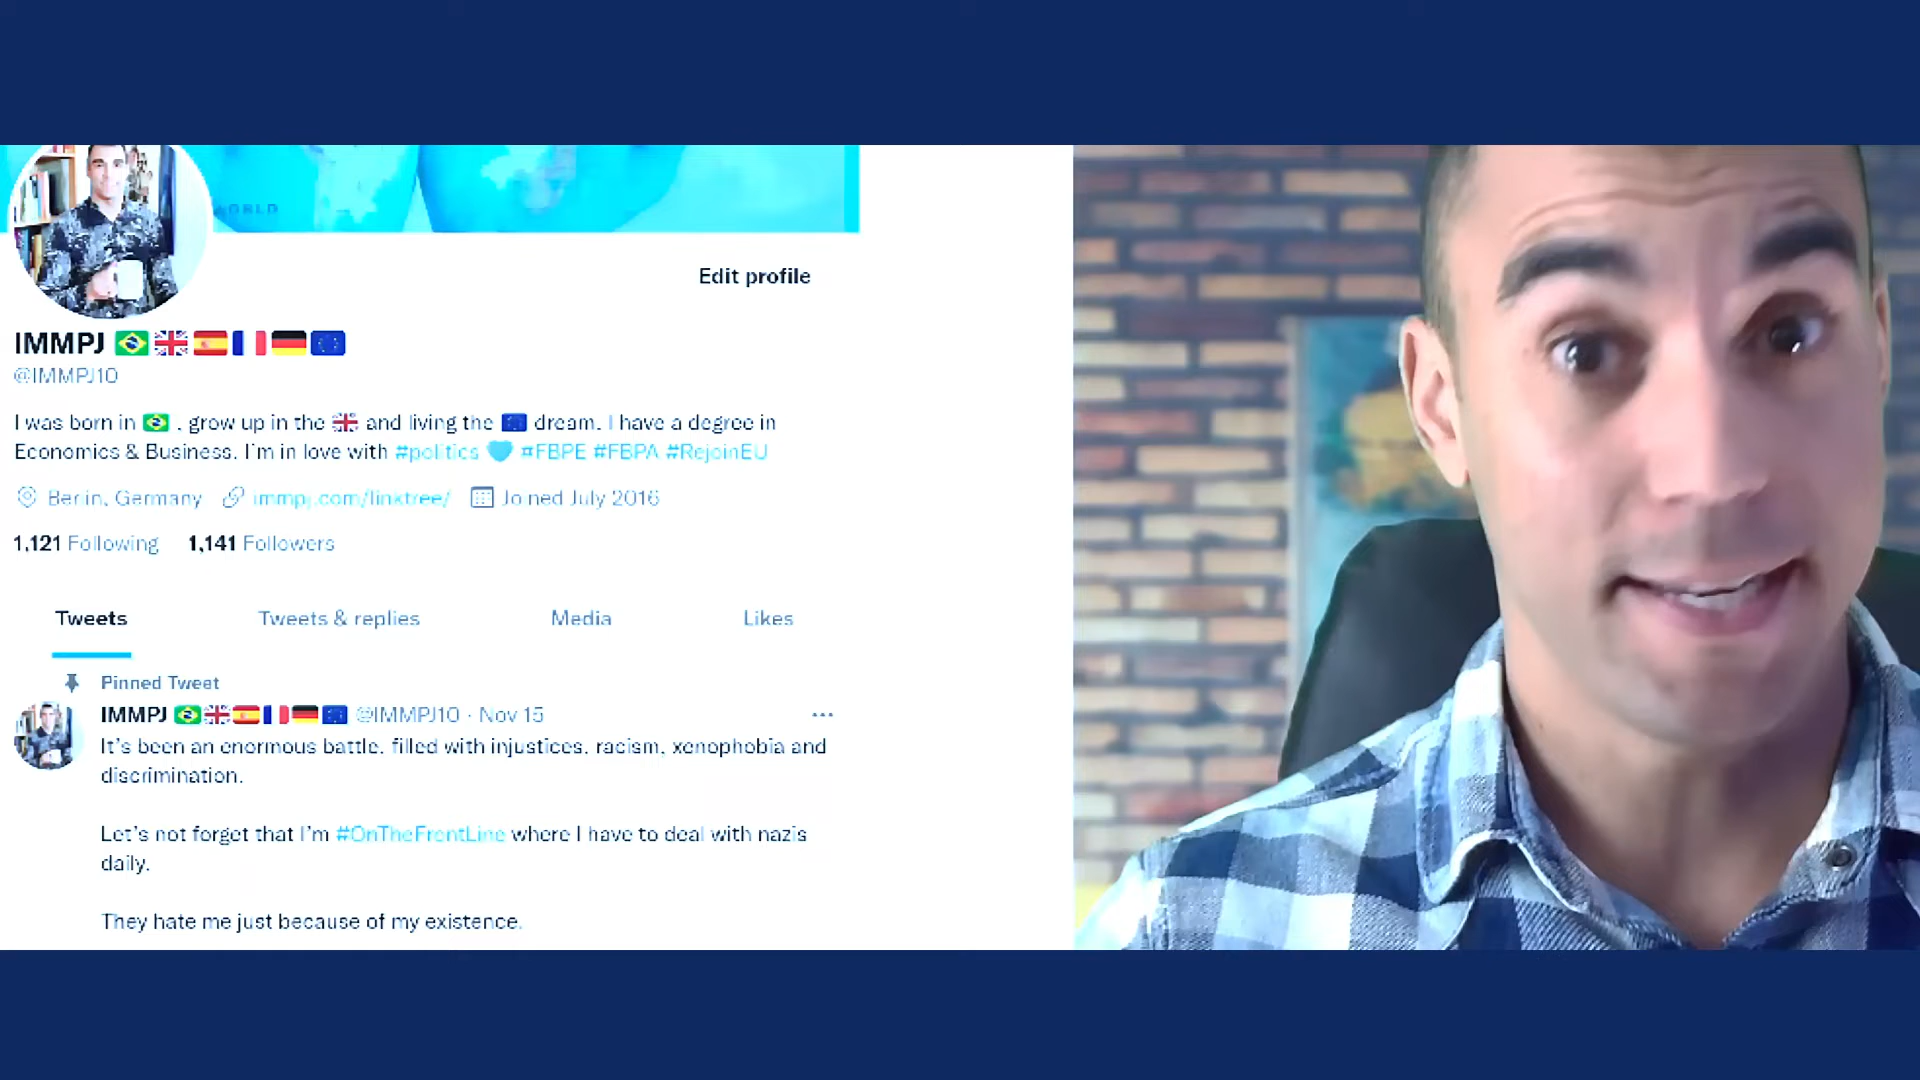 WORLD
Edit profile
IMMPJ 🇧🇷🇬🇧🇪🇸🇫🇷🇩🇪🇪🇺
@IMMPJ10
I was born in 🇧🇷 , grow up in the 🇬🇧 and living the 🇪🇺 dream. I have a degree in
Economics & Business. I'm in love with #politics 💙 #FBPE #FBPA #RejoinEU
Berlin, Germany immpj.com/linktree/ Joined July 2016
1,121 Following 1,141 Followers
Tweets Tweets & replies Media Likes
Pinned Tweet
IMMPJ 🇧🇷🇬🇧🇪🇸🇫🇷🇩🇪🇪🇺 @IMMPJ10 · Nov 15 ...
It's been an enormous battle, filled with injustices, racism, xenophobia and
discrimination.
Let's not forget that I'm #OnTheFrontLine where I have to deal with nazis
daily.
They hate me just because of my existence.